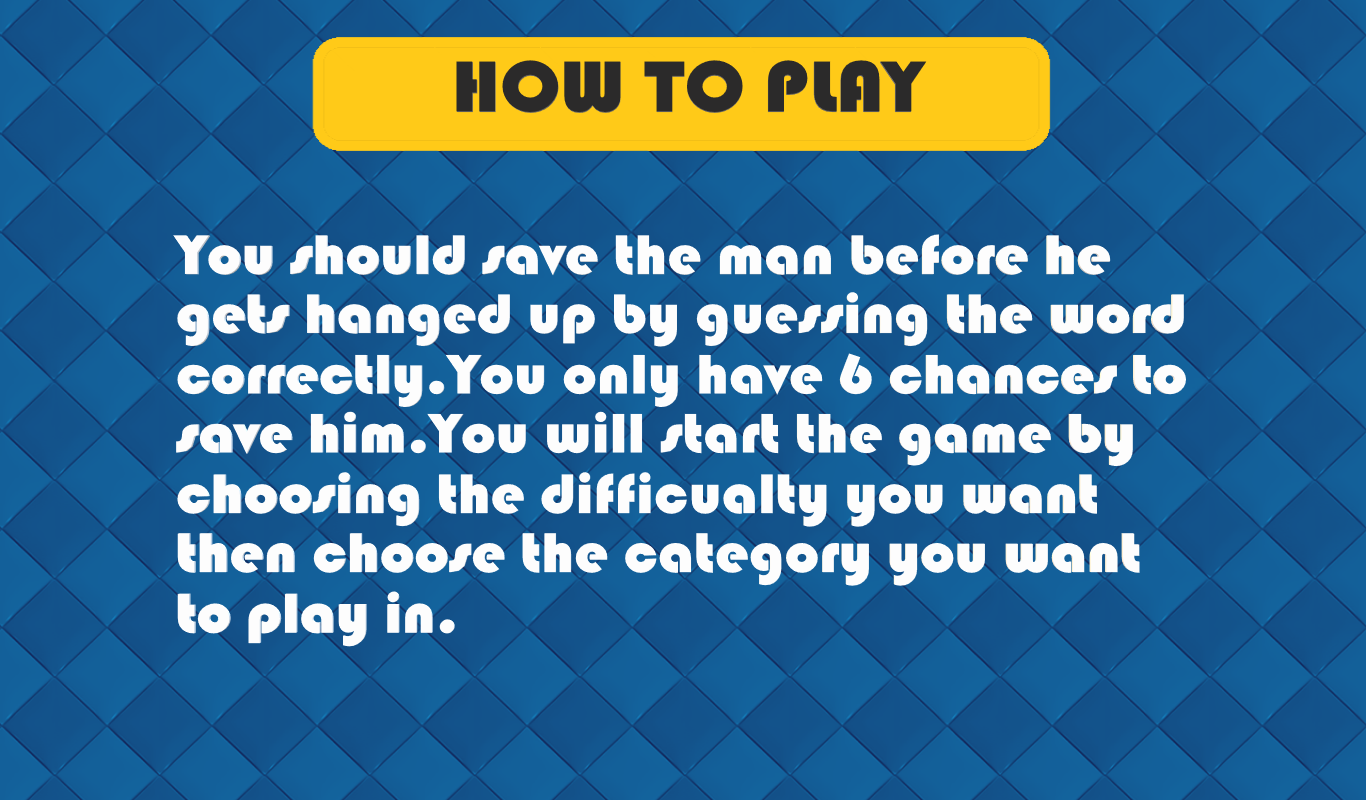 HOW TO PLAY
You should save the man before he
gets hanged up by guessing the word
correctly.You only have 6 chances to
save him.You will start the game by
choosing the difficualty you want
then choose the category you want
to play in.